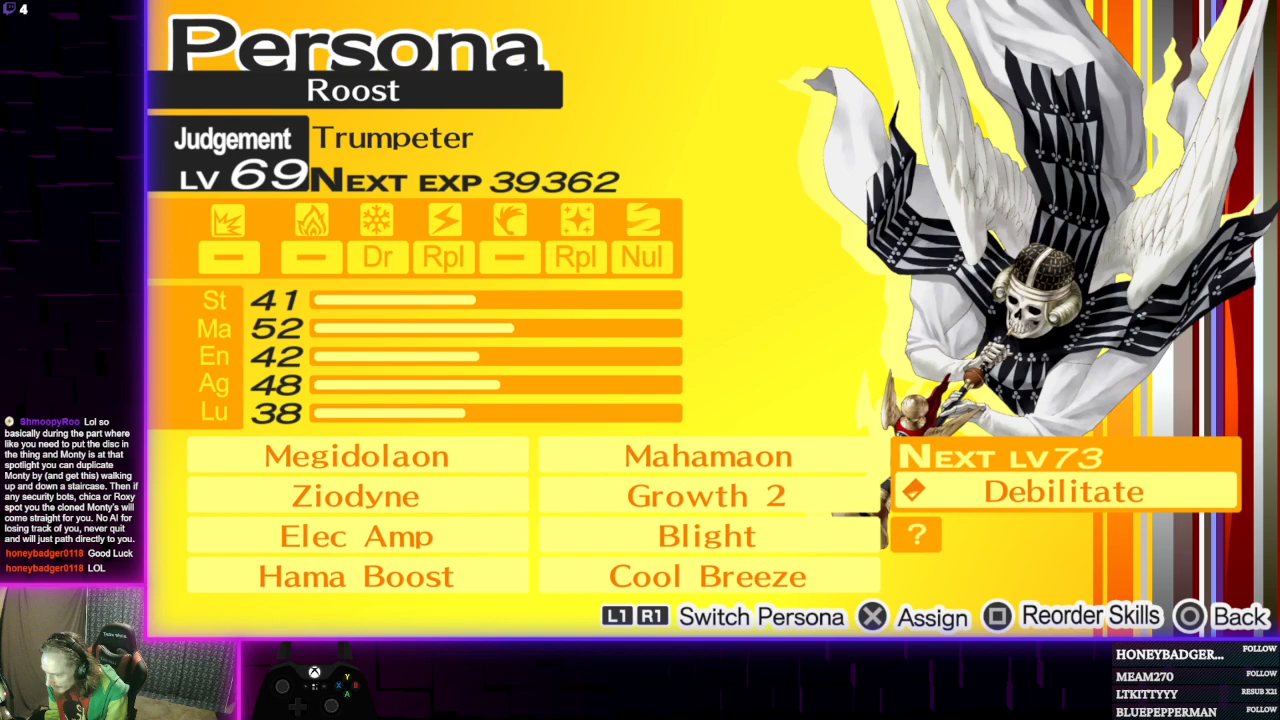 4
Persona
Roost
Judgement Trumpeter
LV 69 NEXT EXP 39362
— — Dr Rpl — Rpl Nul
St 41
Ma 52
En 42
Ag 48
Lu 38
Megidolaon Mahamaon
Ziodyne Growth 2
Elec Amp Blight
Hama Boost Cool Breeze
NEXT LV 73
Debilitate
?
L1 R1 Switch Persona Assign Reorder Skills Back
ShmoopyRoo Lol so
basically during the part where
like you need to put the disc in
the thing and Monty is at that
spotlight you can duplicate
Monty by (and get this) walking
up and down a staircase. Then if
any security bots, chica or Roxy
spot you the cloned Monty's will
come straight for you. No AI for
losing track of you, never quit
and will just path directly to you.
honeybadger0118 Good Luck
honeybadger0118 LOL
Y
X B
A
HONEYBADGER... FOLLOW
MEAM270 FOLLOW
LTKITTYYY RESUB X21
BLUEPEPPERMAN FOLLOW